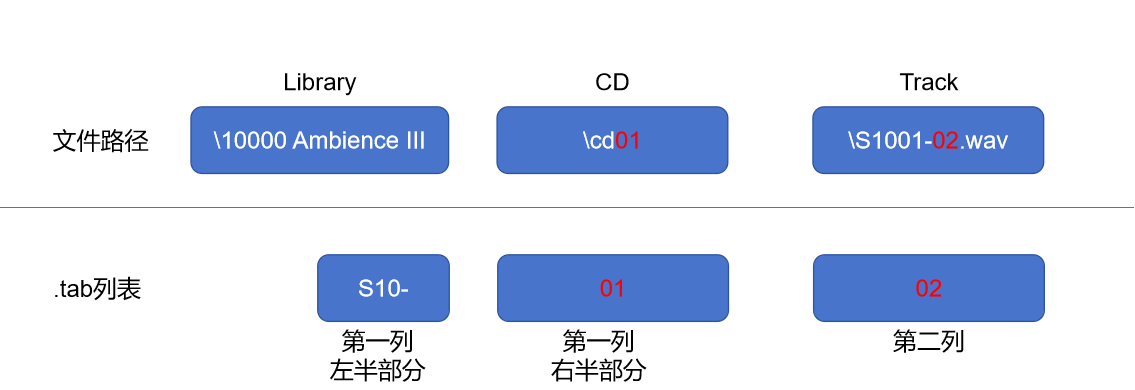 Library CD Track
文件路径 \10000 Ambience III \cd01 \S1001-02.wav
.tab列表 S10- 01 02
第一列 第一列 第二列
左半部分 右半部分